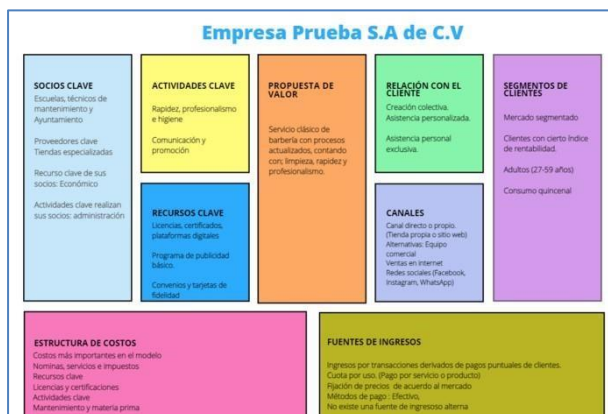 Empresa Prueba S.A de C.V
SOCIOS CLAVE
Escuelas, técnicos de
mantenimiento y
Ayuntamiento
Proveedores clave
Tiendas especializadas
Recurso clave de sus
socios: Económico
Actividades clave realizan
sus socios: administración
ACTIVIDADES CLAVE
Rapidez, profesionalismo
e higiene
Comunicación y
promoción
RECURSOS CLAVE
Licencias, certificados,
plataformas digitales
Programa de publicidad
básico.
Convenios y tarjetas de
fidelidad
PROPUESTA DE
VALOR
Servicio clásico de
barbería con procesos
actualizados, contando
con; limpieza, rapidez y
profesionalismo.
RELACIÓN CON EL
CLIENTE
Creación colectiva.
Asistencia personalizada.
Asistencia personal
exclusiva.
CANALES
Canal directo o propio.
(Tienda propia o sitio web)
Alternativas: Equipo
comercial
Ventas en internet
Redes sociales (Facebook,
Instagram, WhatsApp)
SEGMENTOS DE
CLIENTES
Mercado segmentado
Clientes con cierto índice
de rentabilidad.
Adultos (27-59 años)
Consumo quincenal
ESTRUCTURA DE COSTOS
Costos más importantes en el modelo
Nominas, servicios e impuestos
Recursos clave
Licencias y certificaciones
Actividades clave
Mantenimiento y materia prima
FUENTES DE INGRESOS
Ingresos por transacciones derivados de pagos puntuales de clientes.
Cuota por uso. (Pago por servicio o producto)
Fijación de precios de acuerdo al mercado
Métodos de pago : Efectivo,
No existe una fuente de ingresoso alterna